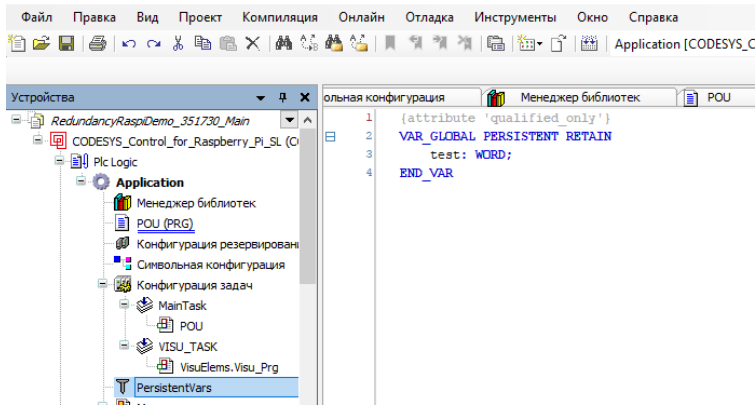 Файл Правка Вид Проект Компиляция Онлайн Отладка Инструменты Окно Справка
Application [CODESYS_C
Устройства
RedundancyRaspiDemo_351730_Main
CODESYS_Control_for_Raspberry_Pi_SL (C
Plc Logic
Application
Менеджер библиотек
POU (PRG)
Конфигурация резервирован
Символьная конфигурация
Конфигурация задач
MainTask
POU
VISU_TASK
VisuElems.Visu_Prg
PersistentVars
ольная конфигурация Менеджер библиотек POU
1 {attribute 'qualified_only'}
2 VAR_GLOBAL PERSISTENT RETAIN
3 test: WORD;
4 END_VAR